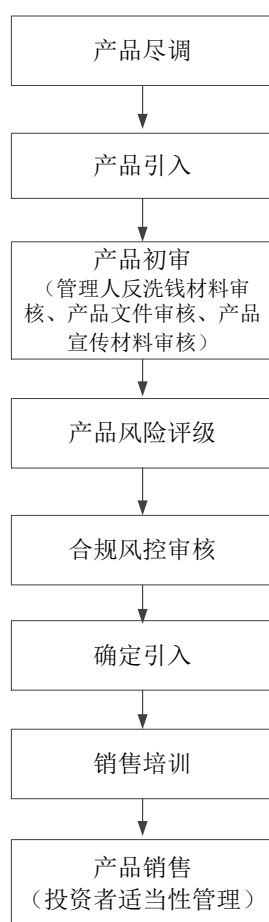 产品尽调
产品引入
产品初审
（管理人反洗钱材料审
核、产品文件审核、产品
宣传材料审核）
产品风险评级
合规风控审核
确定引入
销售培训
产品销售
（投资者适当性管理）